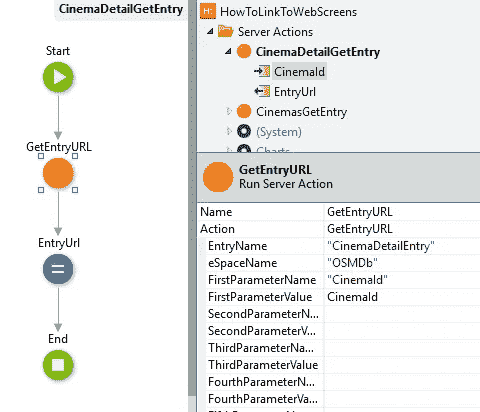 CinemaDetailGetEntry
Start
GetEntryURL
EntryUrl
End
HowToLinkToWebScreens
Server Actions
CinemaDetailGetEntry
CinemaId
EntryUrl
CinemasGetEntry
(System)
Charts
GetEntryURL
Run Server Action
Name GetEntryURL
Action GetEntryURL
EntryName "CinemaDetailEntry"
eSpaceName "OSMDb"
FirstParameterName "CinemaId"
FirstParameterValue CinemaId
SecondParameterN...
SecondParameterV...
ThirdParameterNa...
ThirdParameterValue
FourthParameterN...
FourthParameterV...